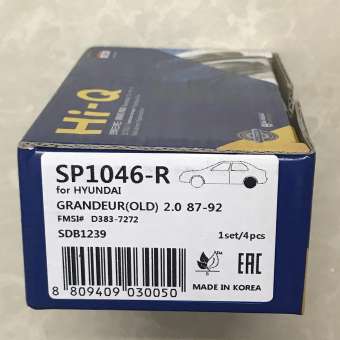 Hi-Q
SP1046-R
for HYUNDAI
GRANDEUR(OLD) 2.0 87-92
FMSI# D383-7272
SDB1239
1set/4pcs
EAC
MADE IN KOREA
8 809409 030050